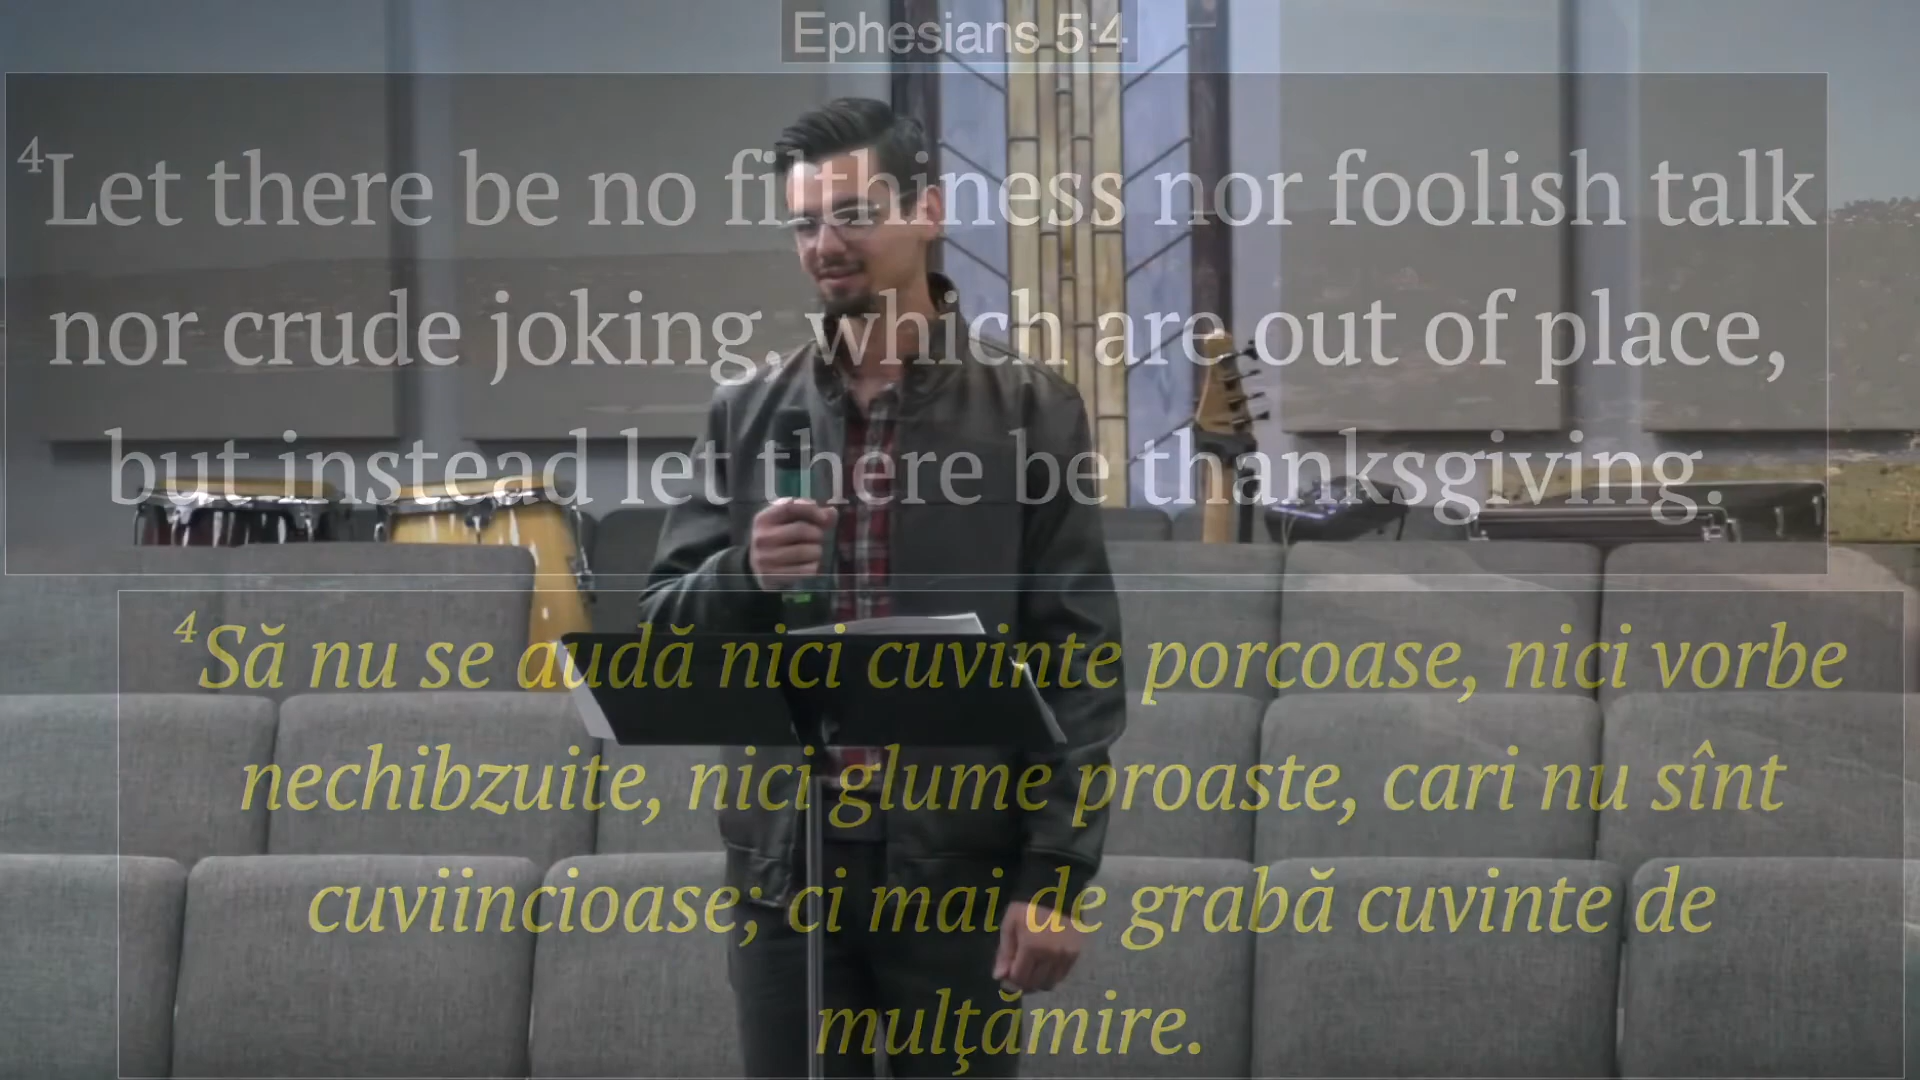 Ephesians 5:4
4Let there be no filthiness nor foolish talk
nor crude joking, which are out of place,
but instead let there be thanksgiving.
4Să nu se audă nici cuvinte porcoase, nici vorbe
nechibzuite, nici glume proaste, cari nu sînt
cuviincioase; ci mai de grabă cuvinte de
mulţămire.